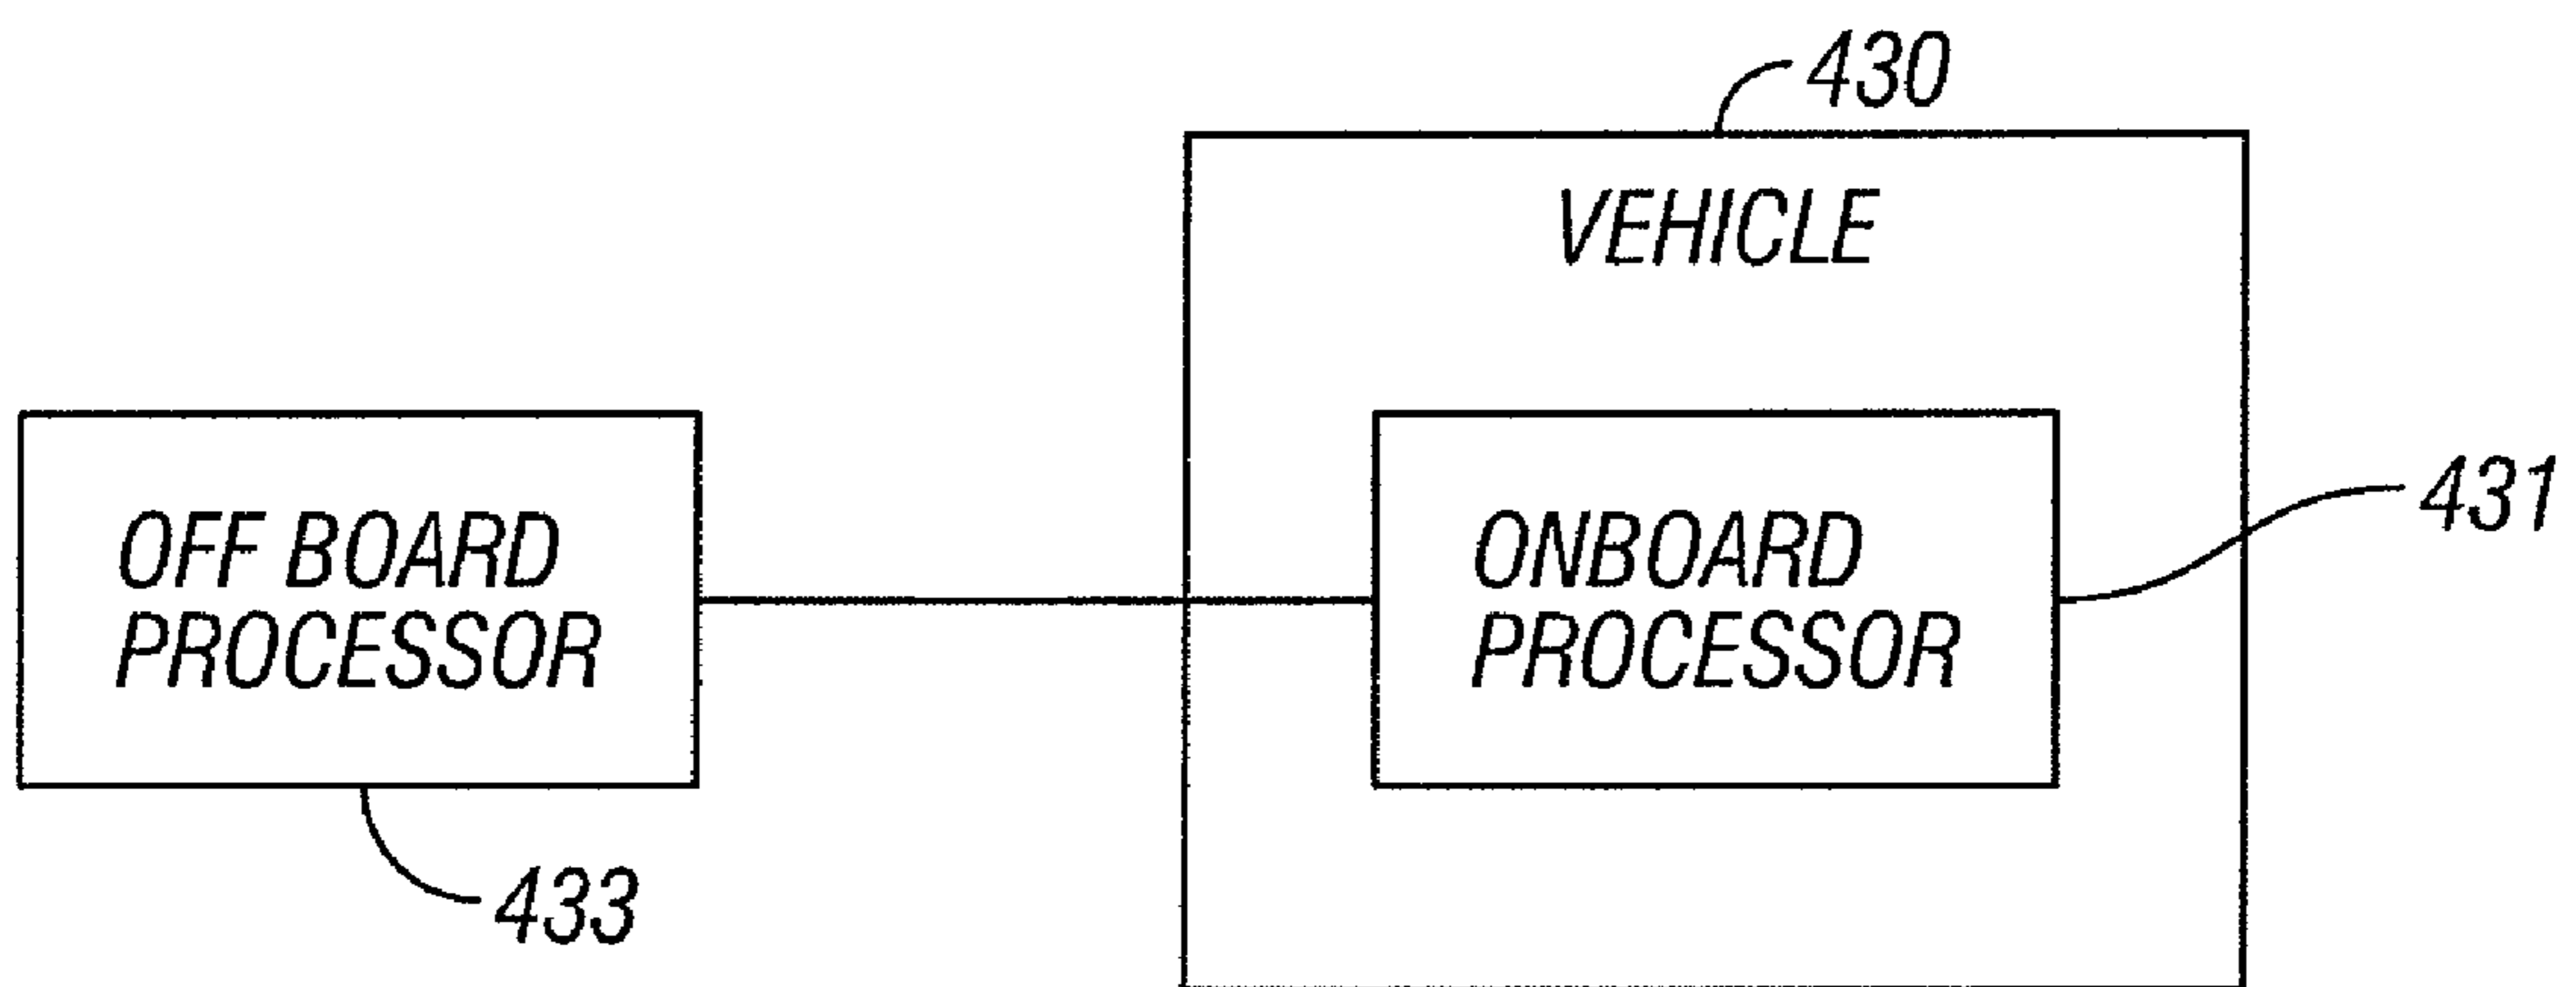 430
VEHICLE
OFF BOARD
PROCESSOR
ONBOARD
PROCESSOR
431
433